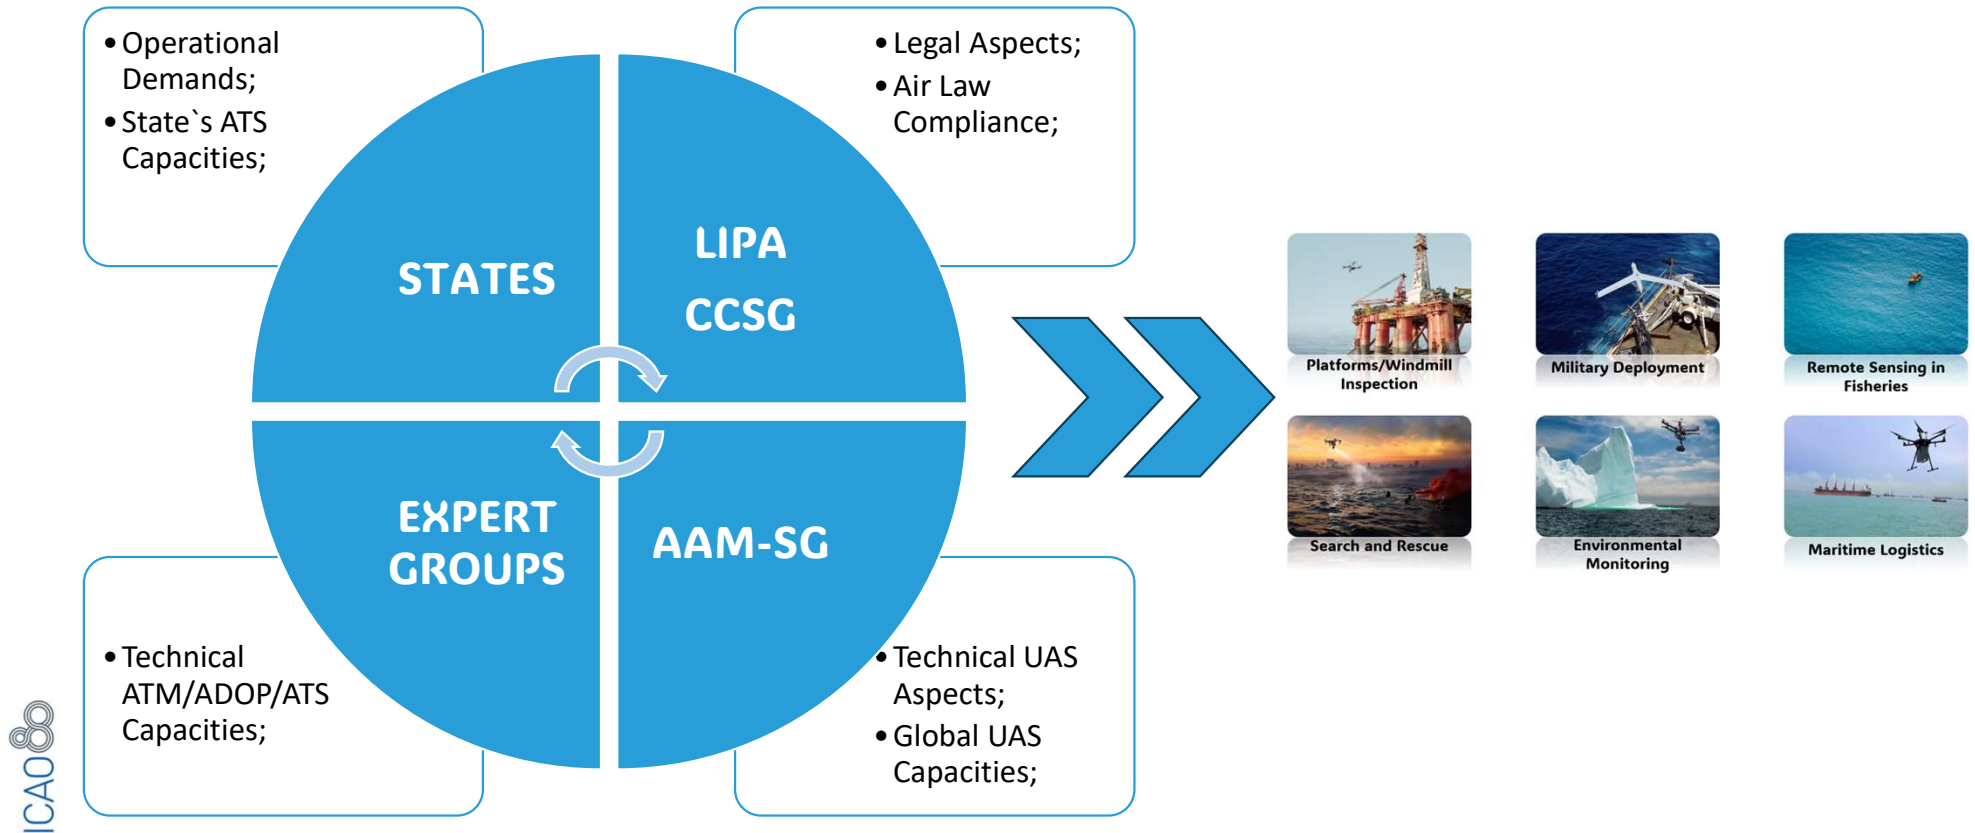 • Operational
Demands;
• State`s ATS
Capacities;
• Legal Aspects;
• Air Law
Compliance;
STATES
LIPA
CCSG
EXPERT
GROUPS
AAM-SG
• Technical
ATM/ADOP/ATS
Capacities;
• Technical UAS
Aspects;
• Global UAS
Capacities;
Platforms/Windmill
Inspection
Military Deployment
Remote Sensing in
Fisheries
Search and Rescue
Environmental
Monitoring
Maritime Logistics
ICAO